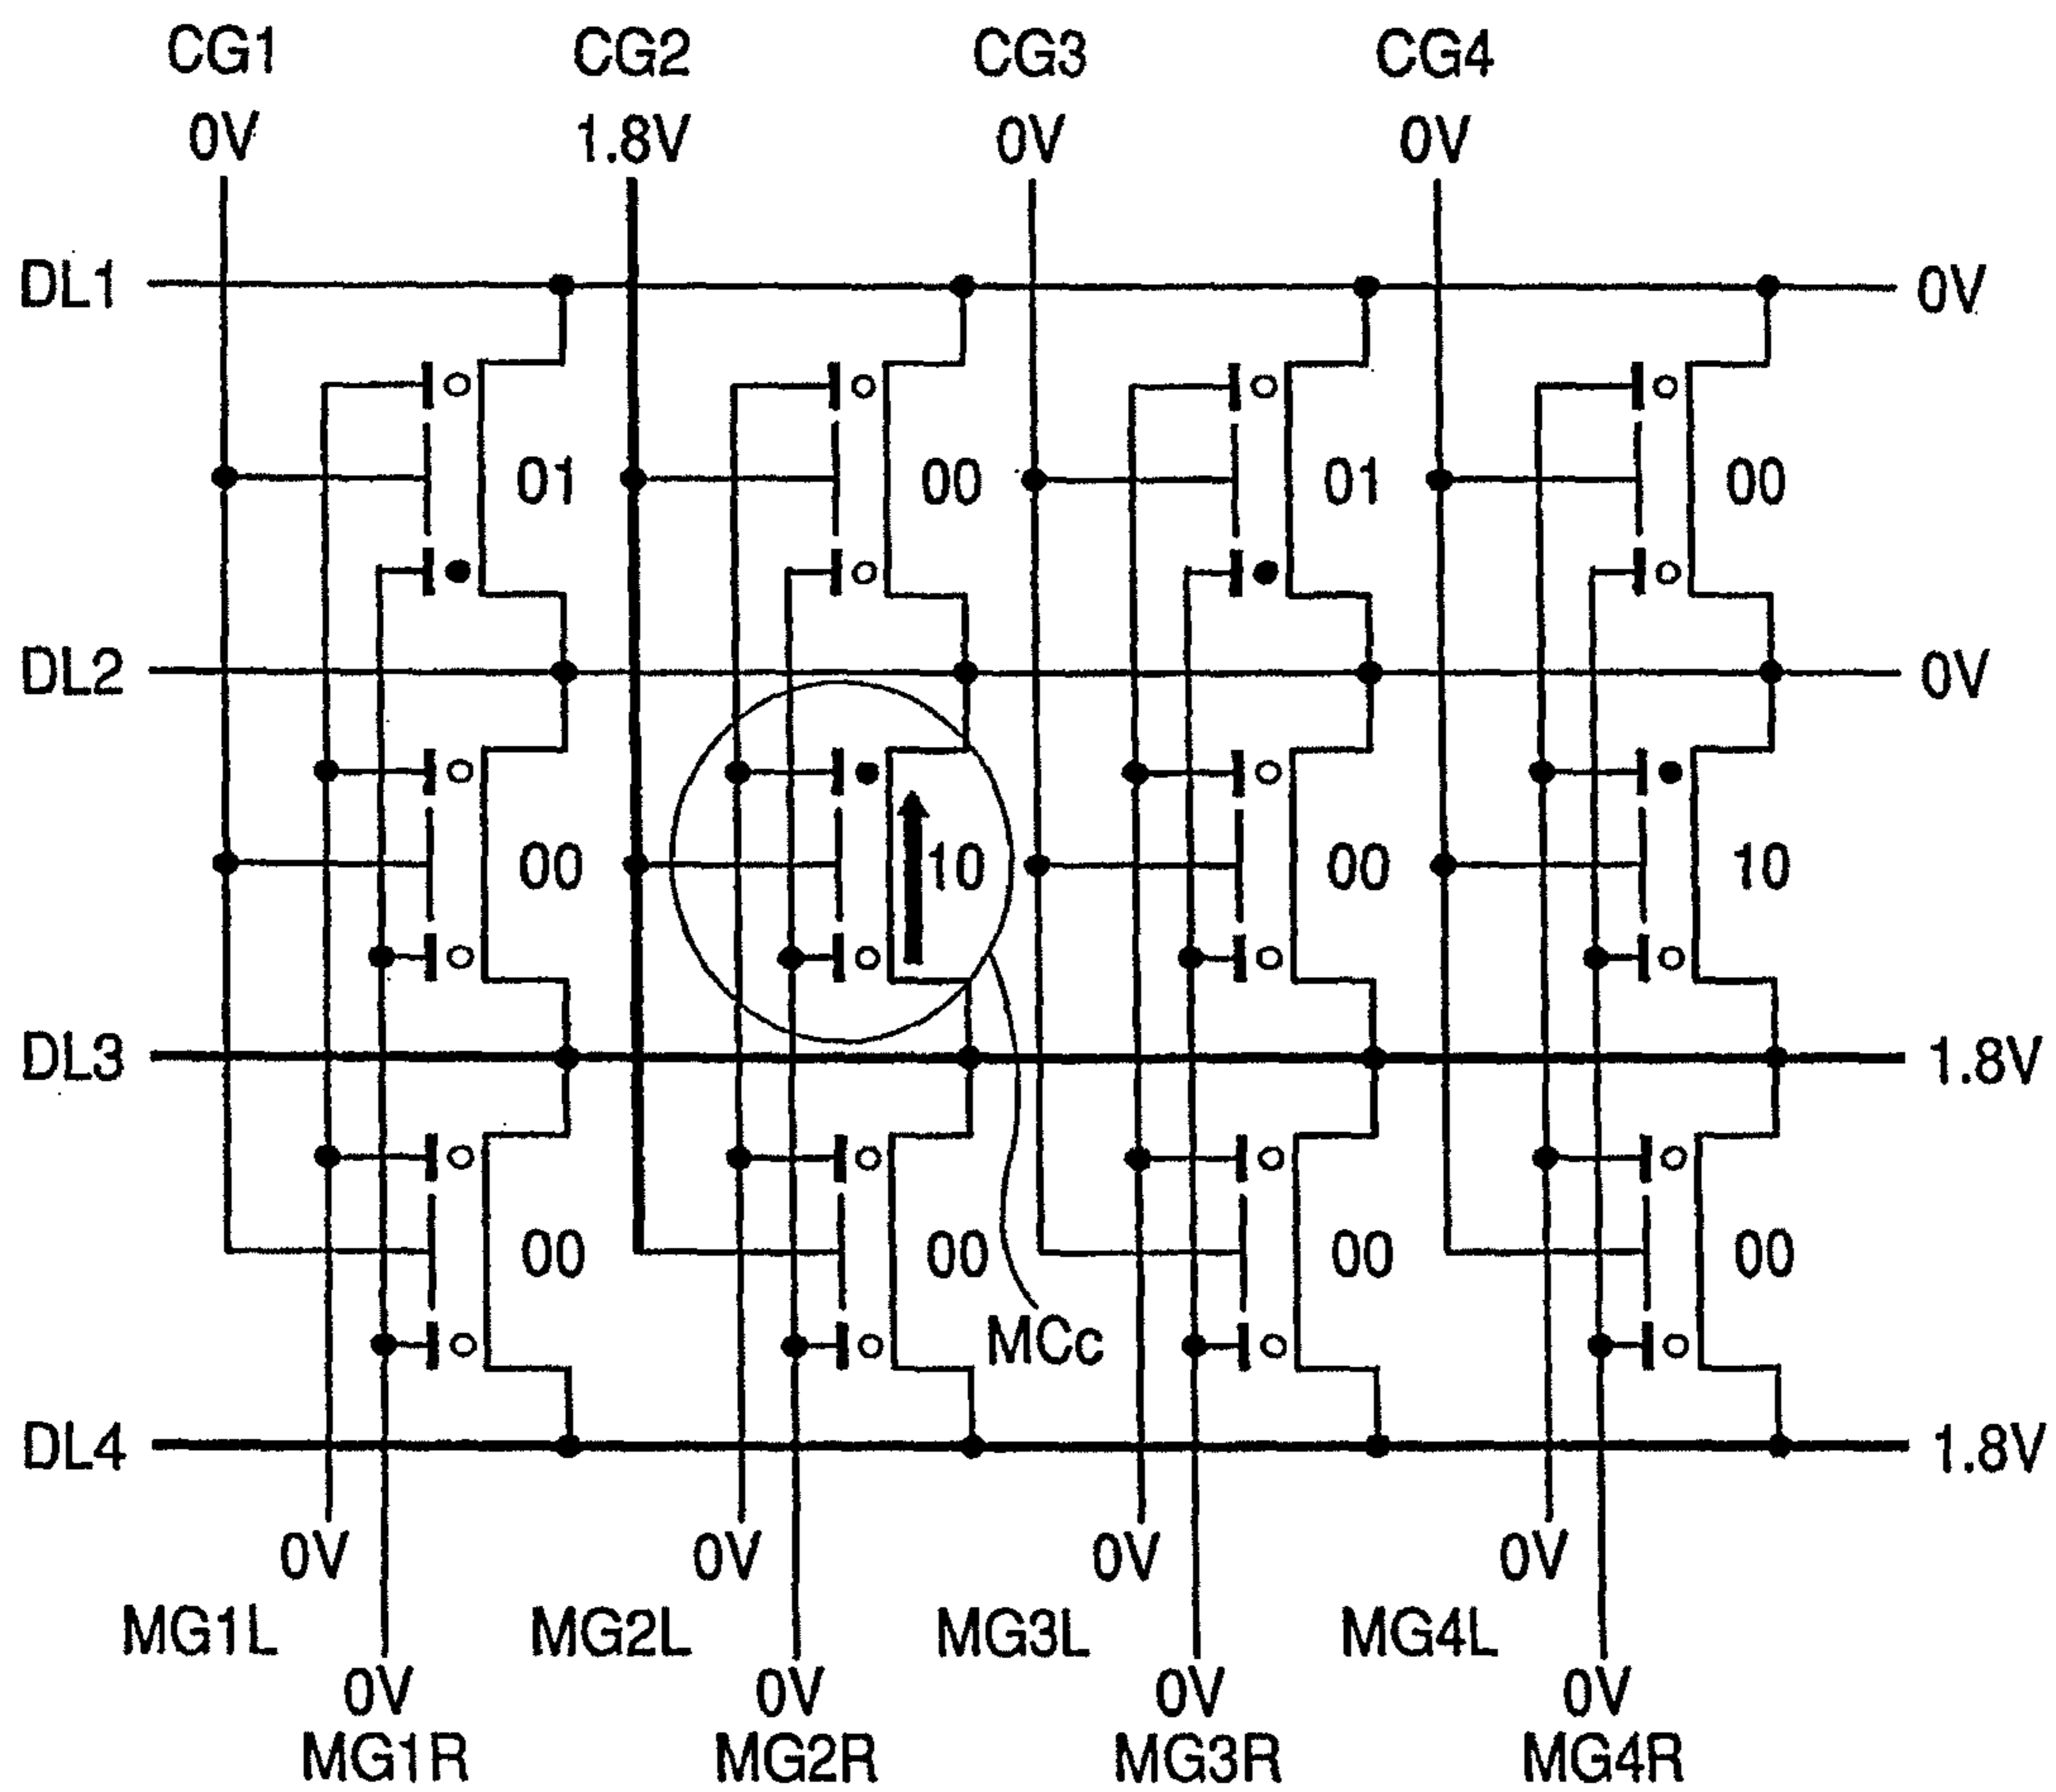 CG1 CG2 CG3 CG4
0V 1.8V 0V 0V
DL1 0V
01 00 01 00
DL2 0V
00 10 00 10
DL3 1.8V
00 00 00 00
MCc
DL4 1.8V
0V 0V 0V 0V
MG1L MG2L MG3L MG4L
0V 0V 0V 0V
MG1R MG2R MG3R MG4R